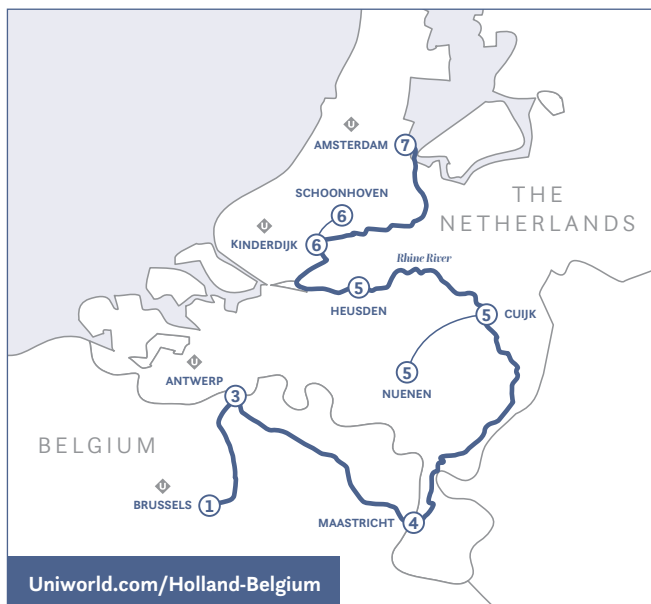 U
AMSTERDAM
7
SCHOONHOVEN
6
THE
NETHERLANDS
U
KINDERDIJK
6
Rhine River
5
HEUSDEN
5
CUIJK
U
ANTWERP
5
NUENEN
3
BELGIUM
U
BRUSSELS
1
MAASTRICHT
4
Uniworld.com/Holland-Belgium